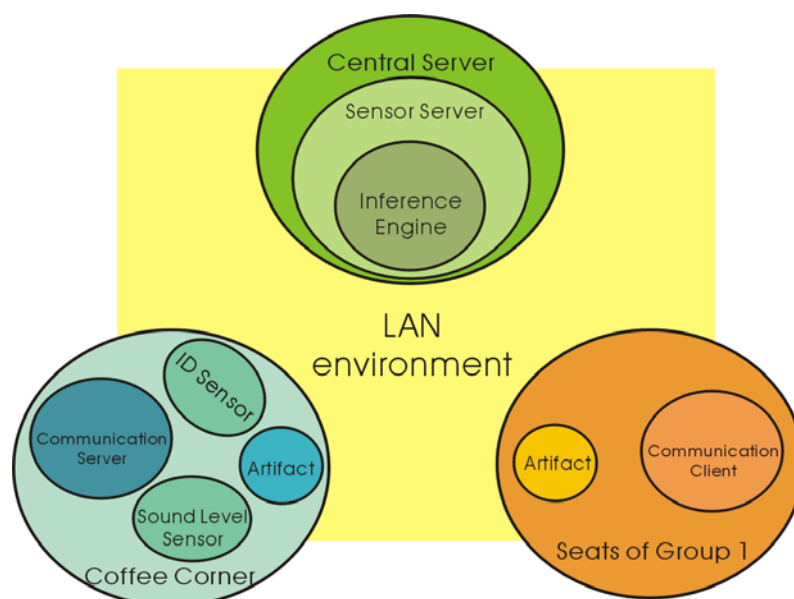 Central Server
Sensor Server
Inference
Engine
LAN
environment
ID Sensor
Communication
Server
Artifact
Sound Level
Sensor
Coffee Corner
Artifact
Communication
Client
Seats of Group 1